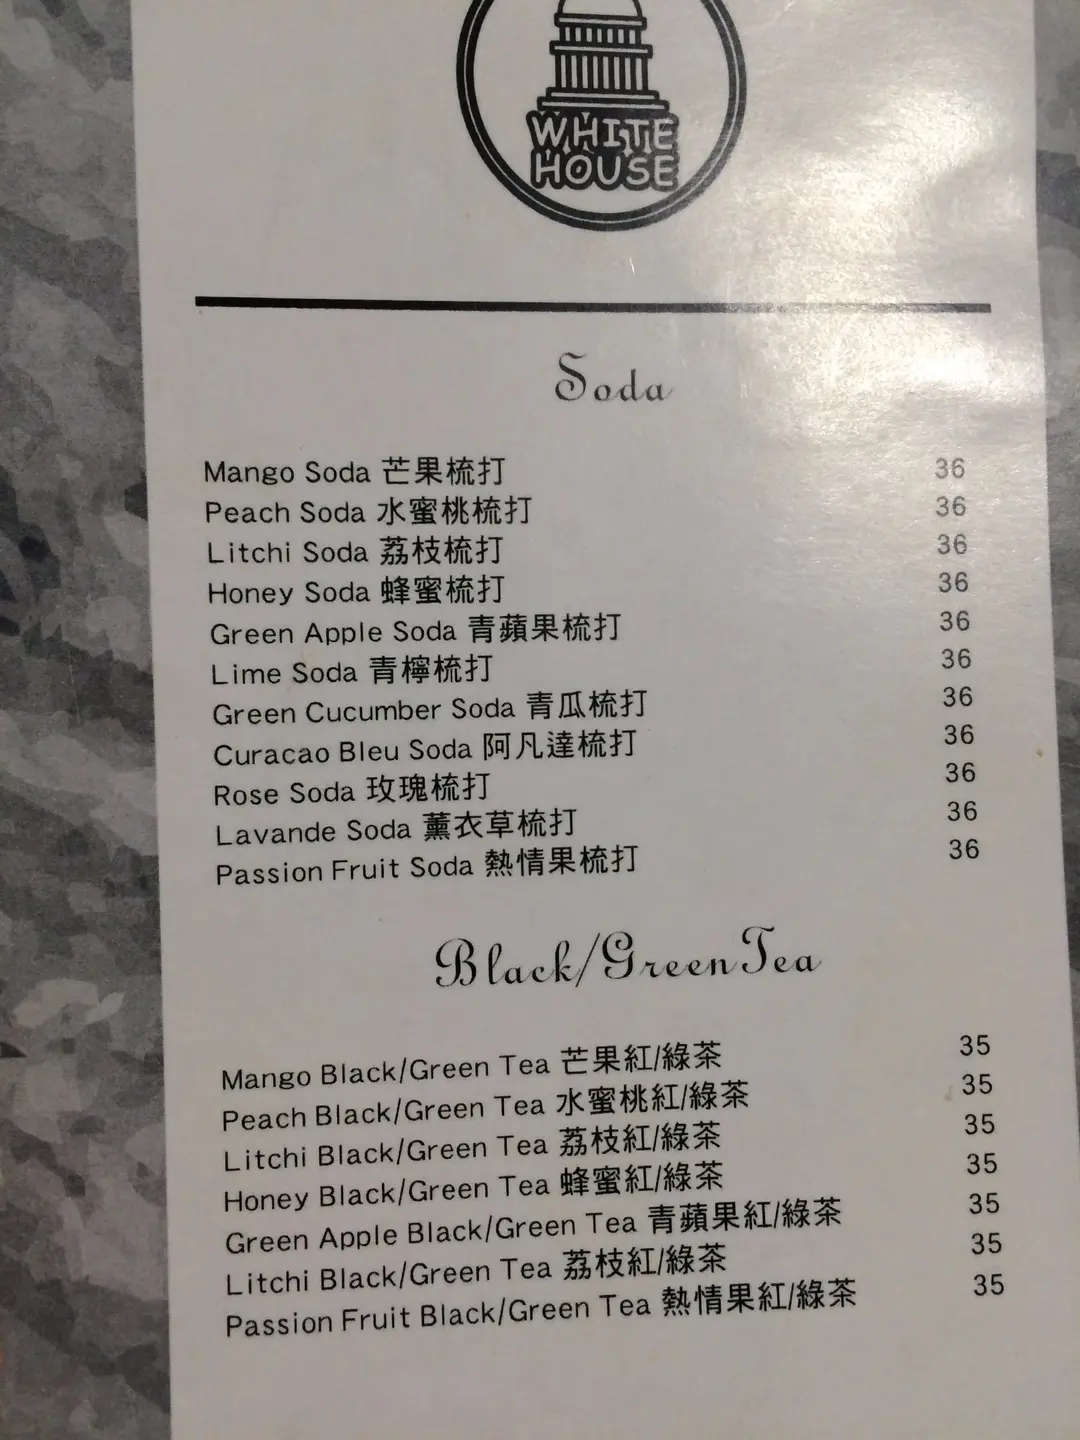 WHITE
HOUSE
Soda
Mango Soda 芒果梳打 36
Peach Soda 水蜜桃梳打 36
Litchi Soda 荔枝梳打 36
Honey Soda 蜂蜜梳打 36
Green Apple Soda 青蘋果梳打 36
Lime Soda 青檸梳打 36
Green Cucumber Soda 青瓜梳打 36
Curacao Bleu Soda 阿凡達梳打 36
Rose Soda 玫瑰梳打 36
Lavande Soda 薰衣草梳打 36
Passion Fruit Soda 熱情果梳打 36
Black/Green Tea
Mango Black/Green Tea 芒果紅/綠茶 35
Peach Black/Green Tea 水蜜桃紅/綠茶 35
Litchi Black/Green Tea 荔枝紅/綠茶 35
Honey Black/Green Tea 蜂蜜紅/綠茶 35
Green Apple Black/Green Tea 青蘋果紅/綠茶 35
Litchi Black/Green Tea 荔枝紅/綠茶 35
Passion Fruit Black/Green Tea 熱情果紅/綠茶 35